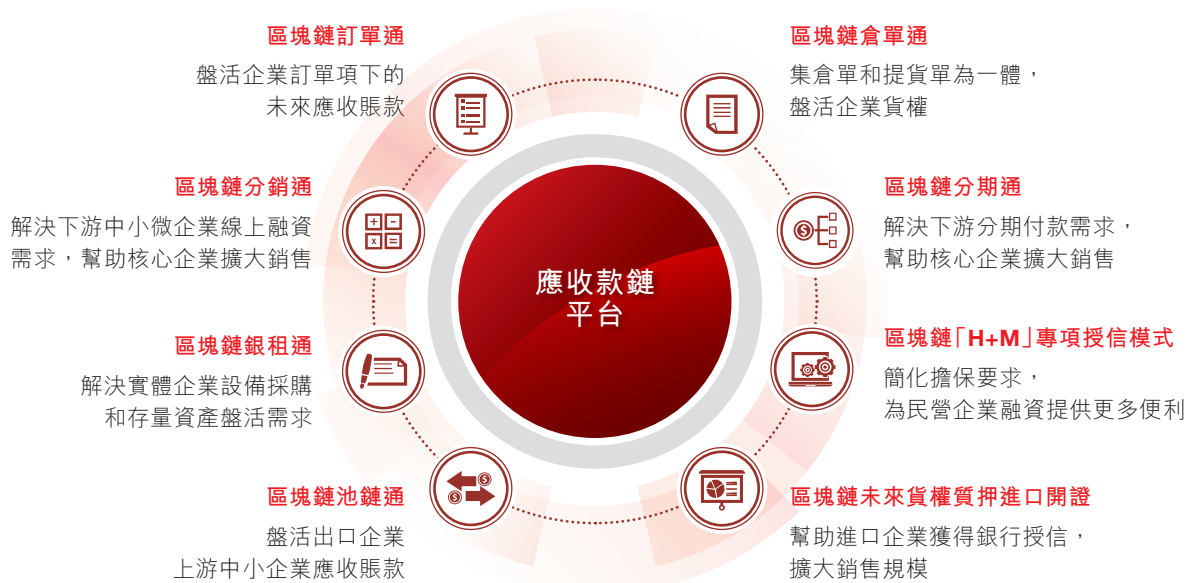 區塊鏈訂單通
盤活企業訂單項下的
未來應收賬款
區塊鏈分銷通
解決下游中小微企業線上融資
需求，幫助核心企業擴大銷售
區塊鏈銀租通
解決實體企業設備採購
和存量資產盤活需求
區塊鏈池鏈通
盤活出口企業
上游中小企業應收賬款
應收款鏈
平台
區塊鏈倉單通
集倉單和提貨單為一體，
盤活企業貨權
區塊鏈分期通
解決下游分期付款需求，
幫助核心企業擴大銷售
區塊鏈「H+M」專項授信模式
簡化擔保要求，
為民營企業融資提供更多便利
區塊鏈未來貨權質押進口開證
幫助進口企業獲得銀行授信，
擴大銷售規模